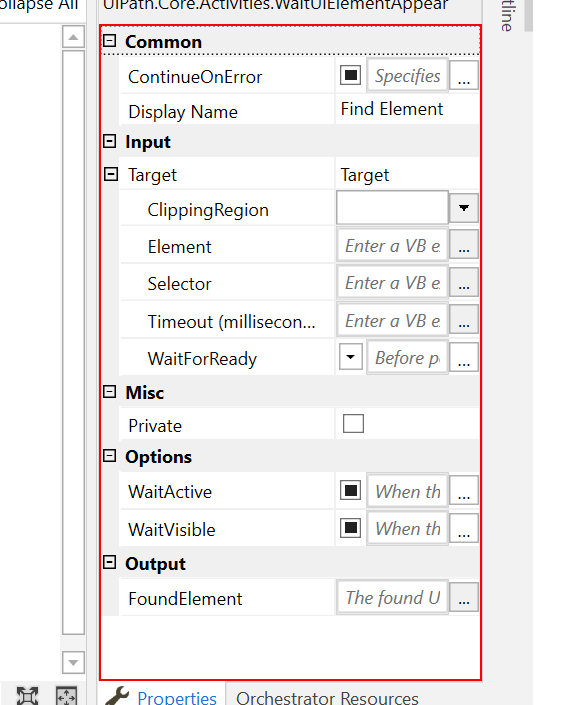 ollapse All
UiPath.Core.Activities.WaitUiElementAppear
tline
Common
ContinueOnError Specifies ...
Display Name Find Element
Input
Target Target
ClippingRegion
Element Enter a VB e ...
Selector Enter a VB e ...
Timeout (millisecon... Enter a VB e ...
WaitForReady Before p ...
Misc
Private
Options
WaitActive When th ...
WaitVisible When th ...
Output
FoundElement The found U ...
Properties Orchestrator Resources